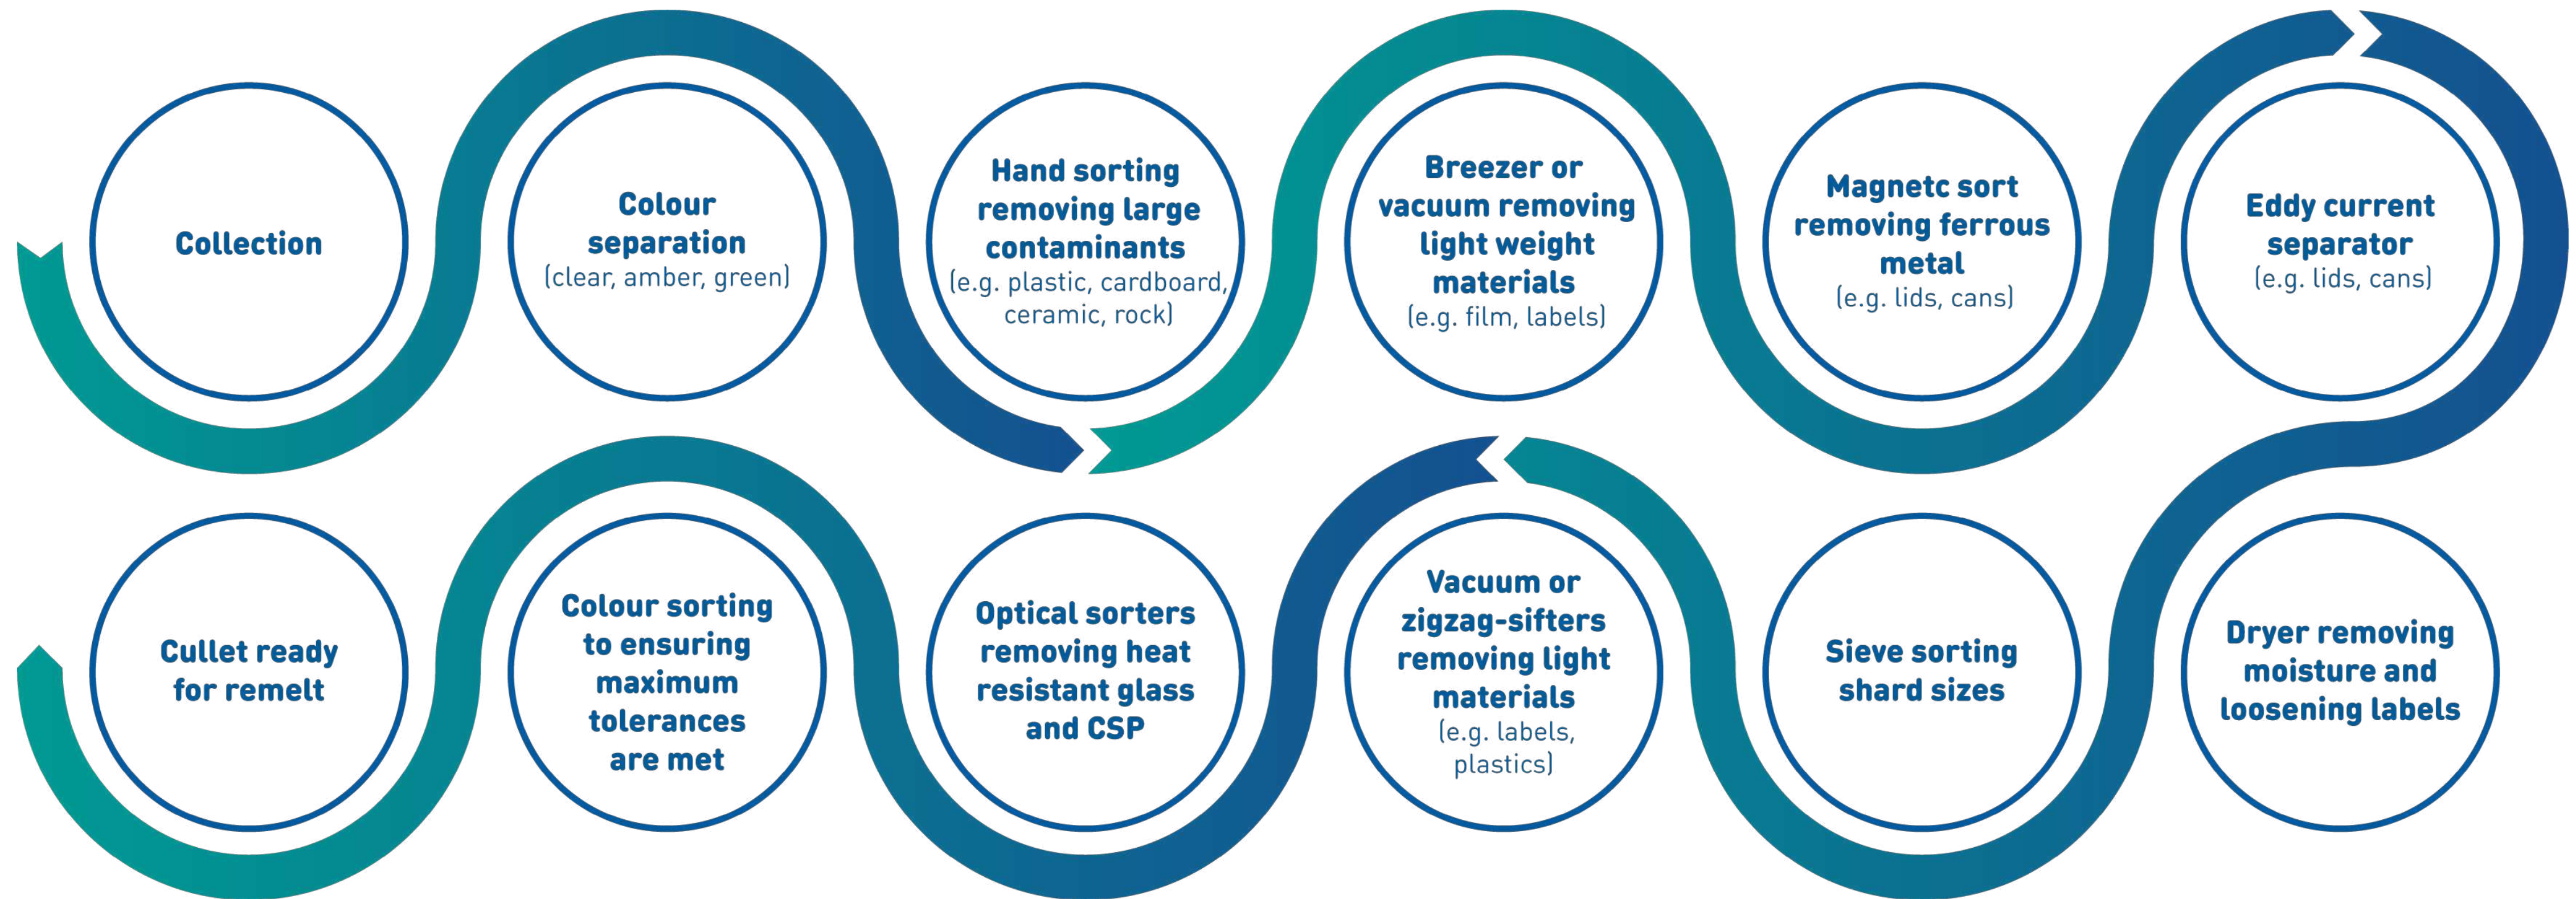 Collection
Colour
separation
(clear, amber, green)
Hand sorting
removing large
contaminants
(e.g. plastic, cardboard,
ceramic, rock)
Breezer or
vacuum removing
light weight
materials
(e.g. film, labels)
Magnetc sort
removing ferrous
metal
(e.g. lids, cans)
Eddy current
separator
(e.g. lids, cans)
Dryer removing
moisture and
loosening labels
Sieve sorting
shard sizes
Vacuum or
zigzag-sifters
removing light
materials
(e.g. labels,
plastics)
Optical sorters
removing heat
resistant glass
and CSP
Colour sorting
to ensuring
maximum
tolerances
are met
Cullet ready
for remelt